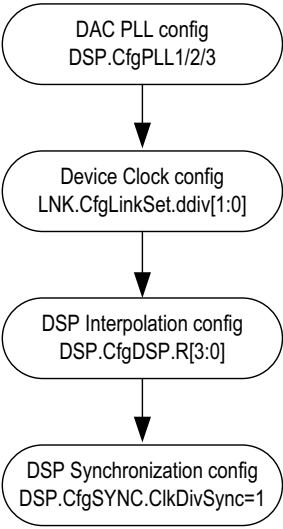 DAC PLL config
DSP.CfgPLL1/2/3
Device Clock config
LNK.CfgLinkSet.ddiv[1:0]
DSP Interpolation config
DSP.CfgDSP.R[3:0]
DSP Synchronization config
DSP.CfgSYNC.ClkDivSync=1